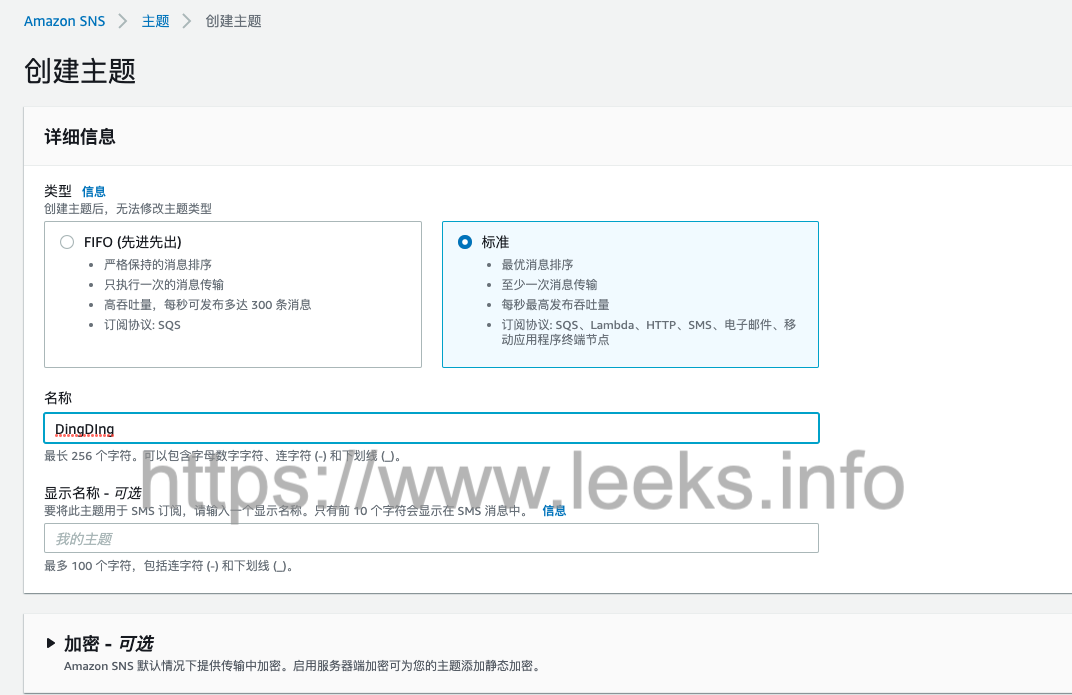 Amazon SNS > 主题 > 创建主题
创建主题
详细信息
类型 信息
创建主题后，无法修改主题类型
FIFO (先进先出)
• 严格保持的消息排序
• 只执行一次的消息传输
• 高吞吐量，每秒可发布多达 300 条消息
• 订阅协议: SQS
标准
• 最优消息排序
• 至少一次消息传输
• 每秒最高发布吞吐量
• 订阅协议: SQS、Lambda、HTTP、SMS、电子邮件、移
动应用程序终端节点
名称
DingDIng
最长 256 个字符。可以包含字母数字字符、连字符 (-) 和下划线 (_)。
https://www.leeks.info
显示名称 - 可选
要将此主题用于 SMS 订阅，请输入一个显示名称。只有前 10 个字符会显示在 SMS 消息中。 信息
我的主题
最多 100 个字符，包括连字符 (-) 和下划线 (_)。
加密 - 可选
Amazon SNS 默认情况下提供传输中加密。启用服务器端加密可为您的主题添加静态加密。